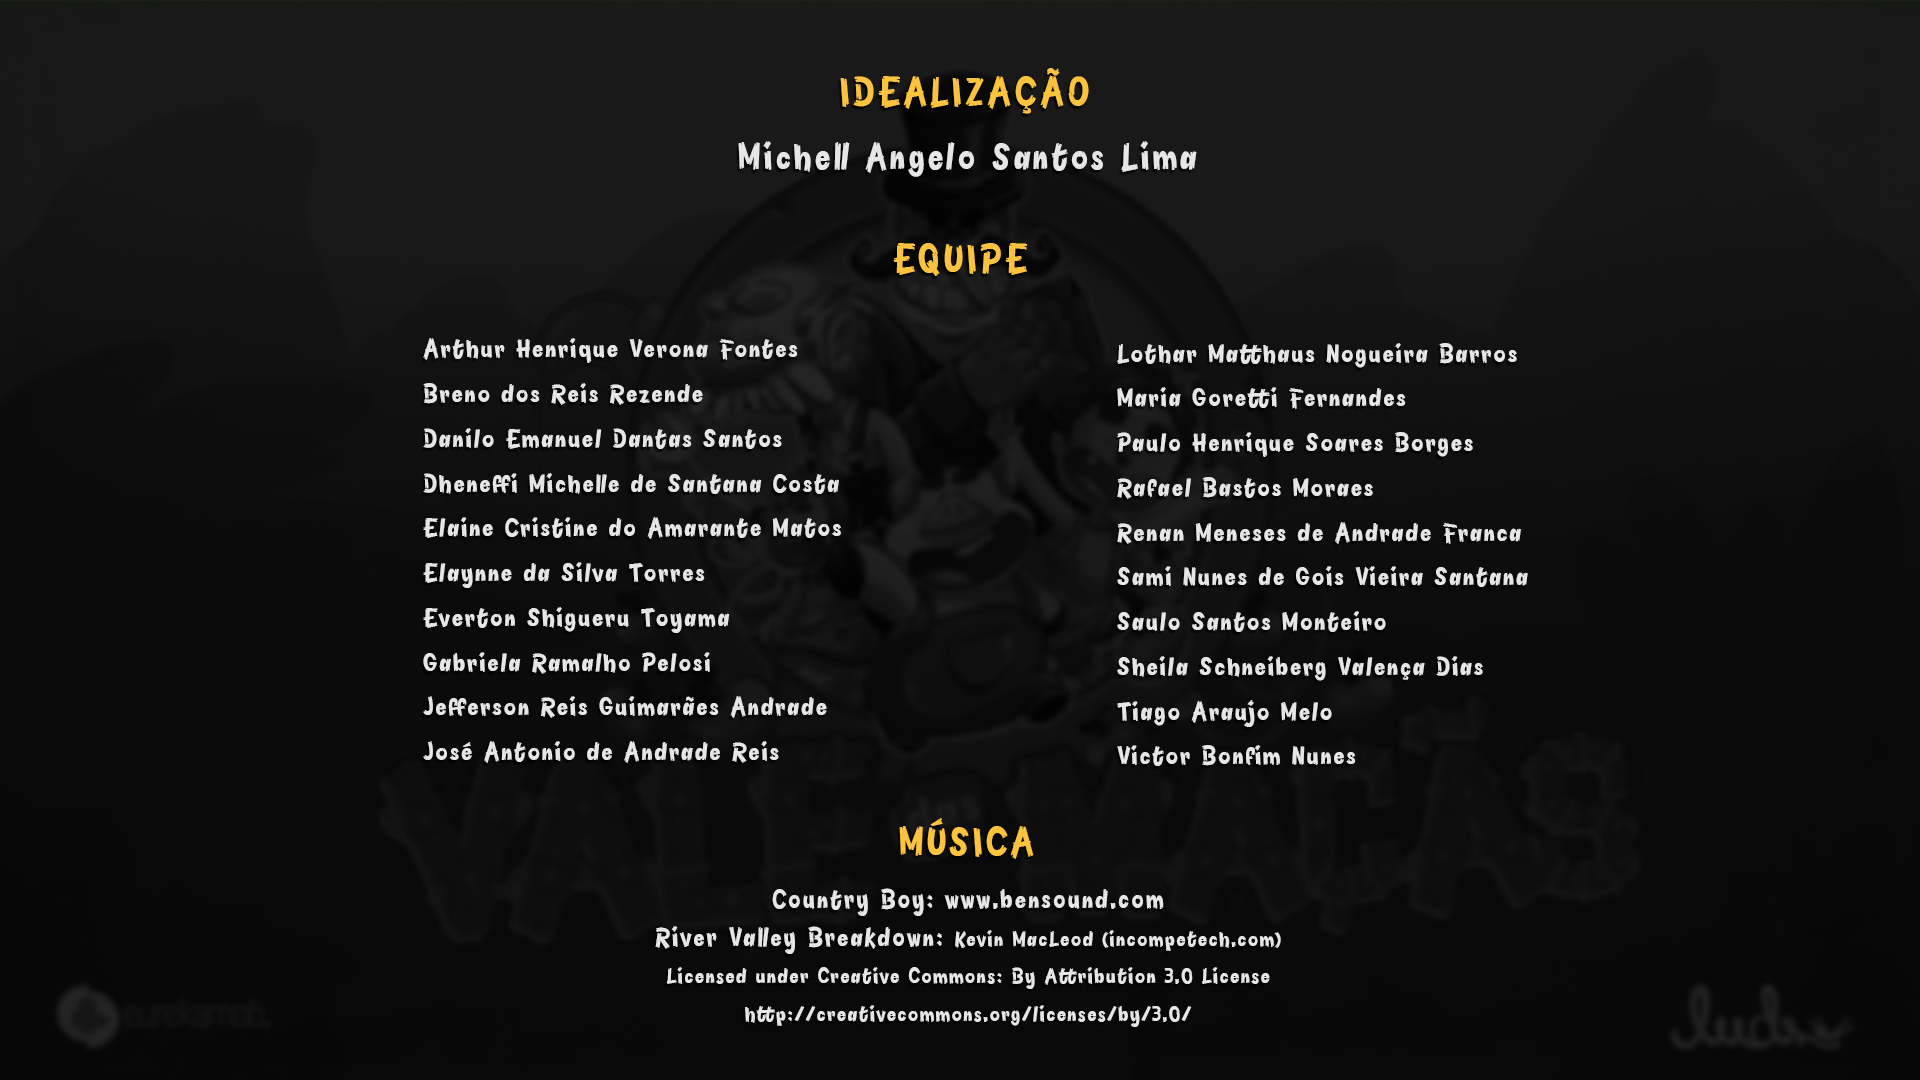 IDEALIZAÇÃO
Michell Angelo Santos Lima
EQUIPE
Arthur Henrique Verona Fontes
Breno dos Reis Rezende
Danilo Emanuel Dantas Santos
Dheneffi Michelle de Santana Costa
Elaine Cristine do Amarante Matos
Elaynne da Silva Torres
Everton Shigueru Toyama
Gabriela Ramalho Pelosi
Jefferson Reis Guimarães Andrade
José Antonio de Andrade Reis
Lothar Matthaus Nogueira Barros
Maria Goretti Fernandes
Paulo Henrique Soares Borges
Rafael Bastos Moraes
Renan Meneses de Andrade Franca
Sami Nunes de Gois Vieira Santana
Saulo Santos Monteiro
Sheila Schneiberg Valença Dias
Tiago Araujo Melo
Victor Bonfim Nunes
VALE DAS MAÇÃS
MÚSICA
Country Boy: www.bensound.com
River Valley Breakdown: Kevin MacLeod (incompetech.com)
Licensed under Creative Commons: By Attribution 3.0 License
http://creativecommons.org/licenses/by/3.0/
eurekamob.